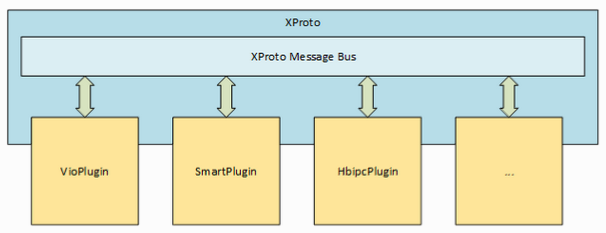 XProto
XProto Message Bus
VioPlugin
SmartPlugin
HbipcPlugin
...